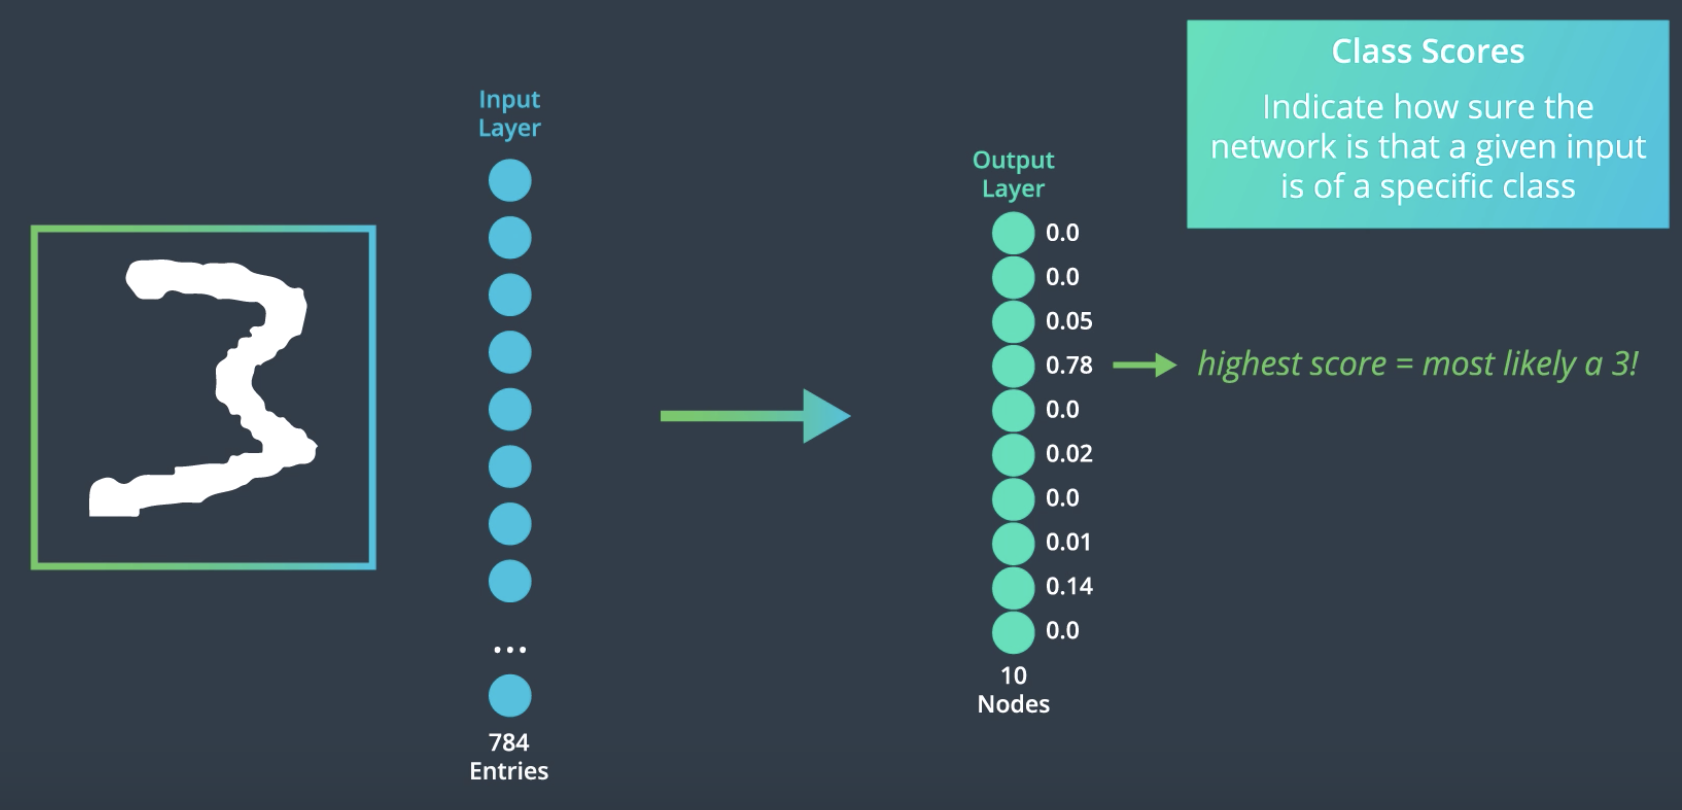 Class Scores
Indicate how sure the
network is that a given input
is of a specific class
Input
Layer
...
784
Entries
Output
Layer
0.0
0.0
0.05
0.78
highest score = most likely a 3!
0.0
0.02
0.0
0.01
0.14
0.0
10
Nodes
3